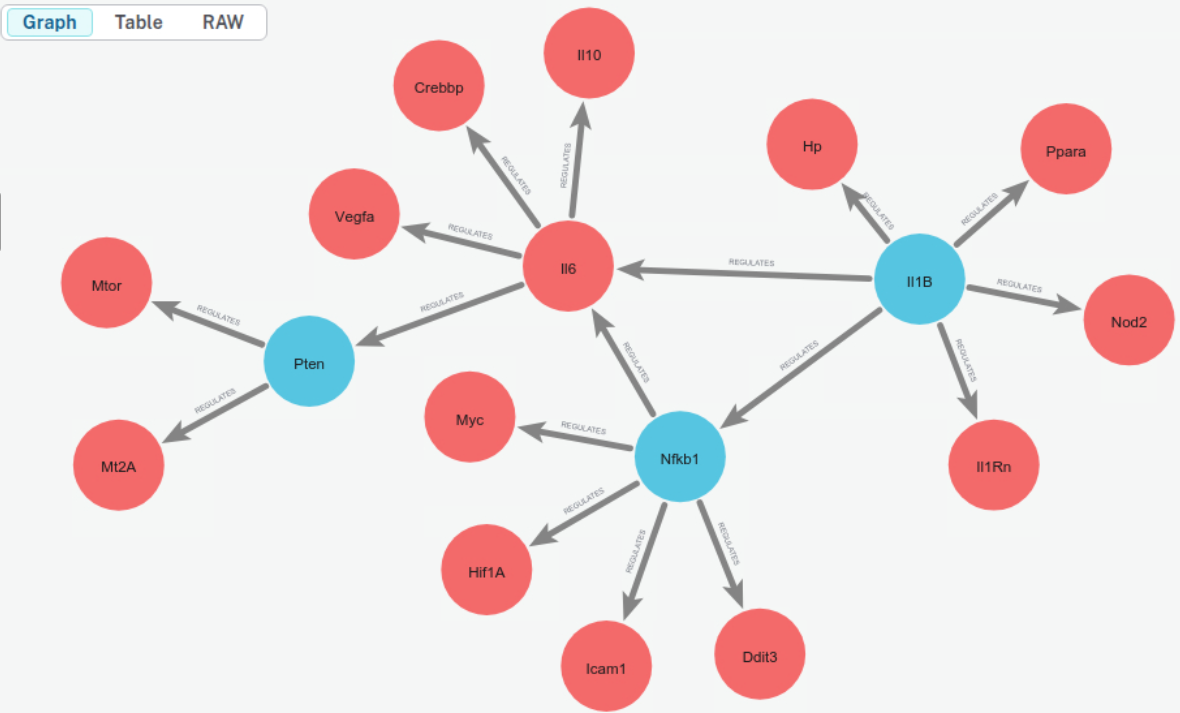 Graph Table RAW
Il10
Crebbp
REGULATES
REGULATES
Hp
Ppara
REGULATES
REGULATES
Vegfa
REGULATES
Il6
REGULATES
Il1B
Mtor
REGULATES
REGULATES
REGULATES
Nod2
Pten
REGULATES
REGULATES
REGULATES
REGULATES
Myc
REGULATES
Mt2A
Nfkb1
Il1Rn
REGULATES
REGULATES
REGULATES
Hif1A
Icam1
Ddit3